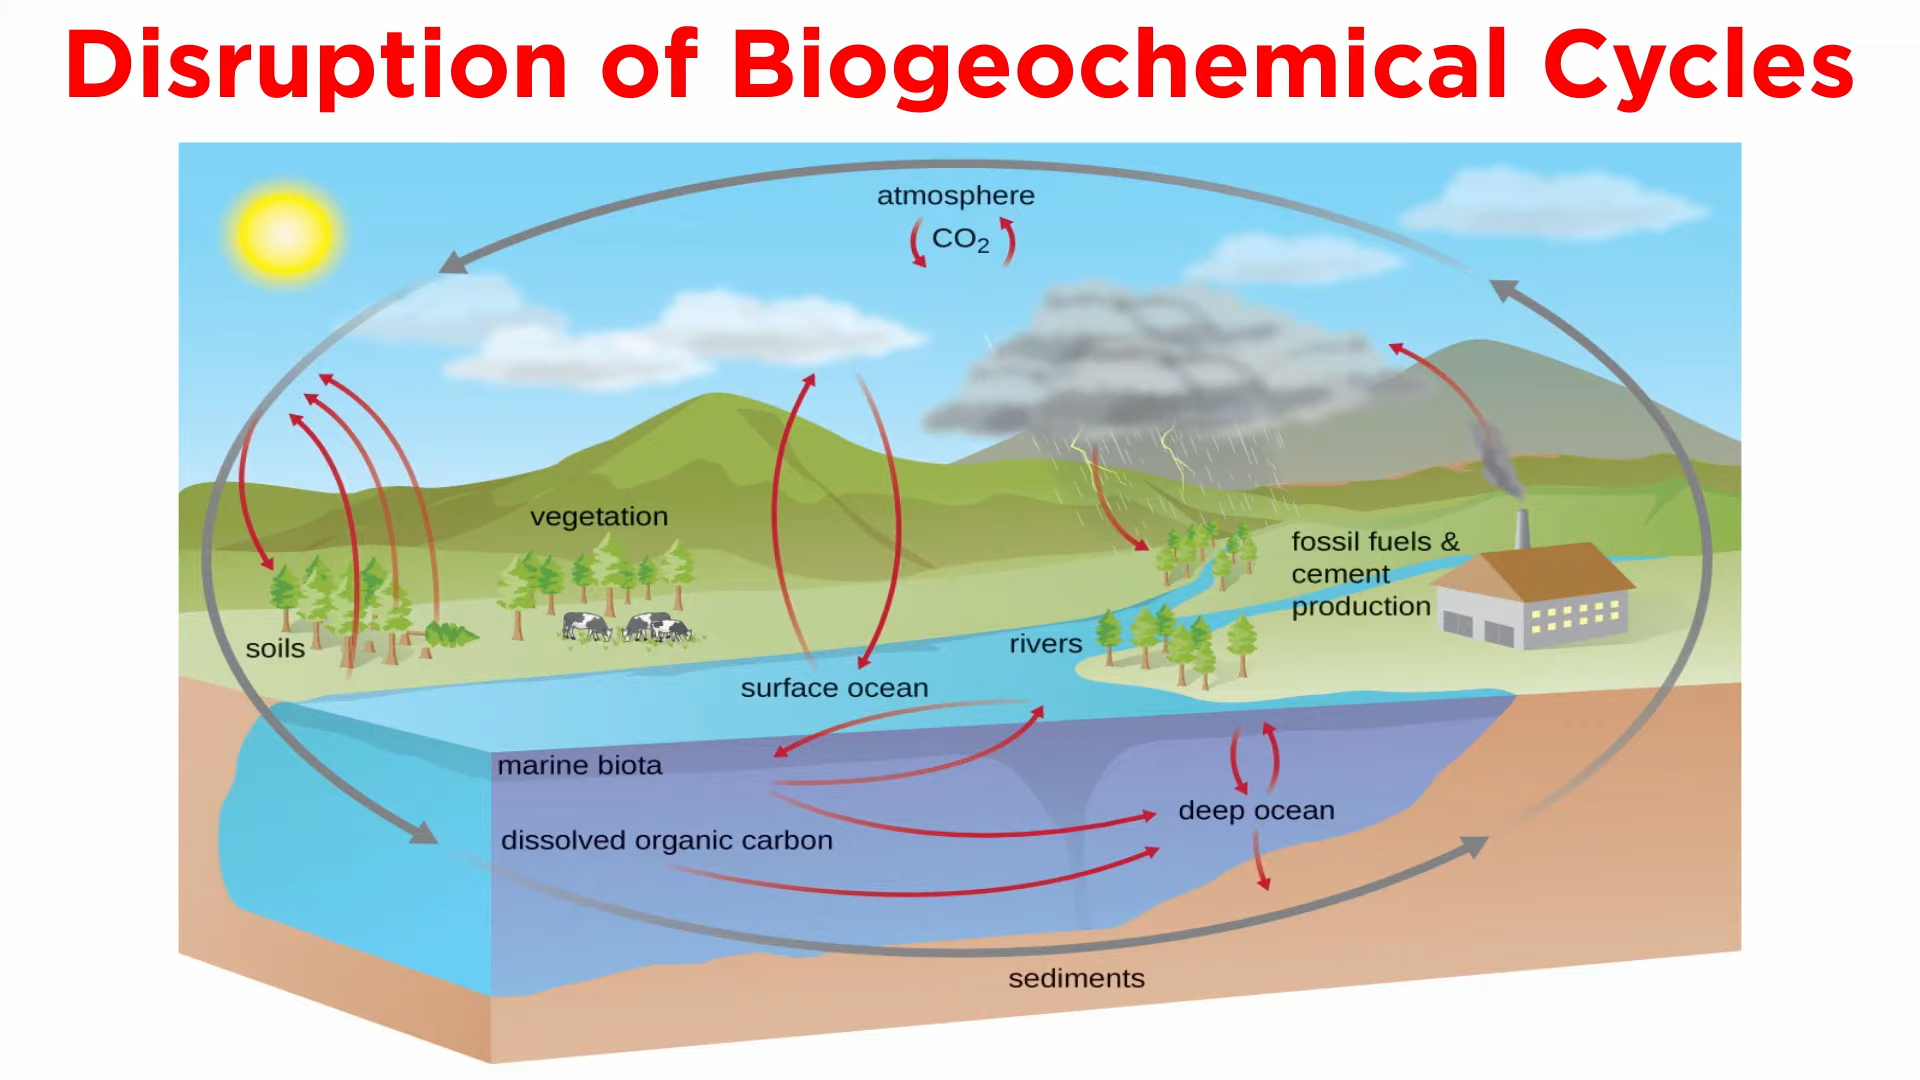 Disruption of Biogeochemical Cycles
atmosphere
CO₂
vegetation
fossil fuels &
cement
production
soils
rivers
surface ocean
marine biota
deep ocean
dissolved organic carbon
sediments